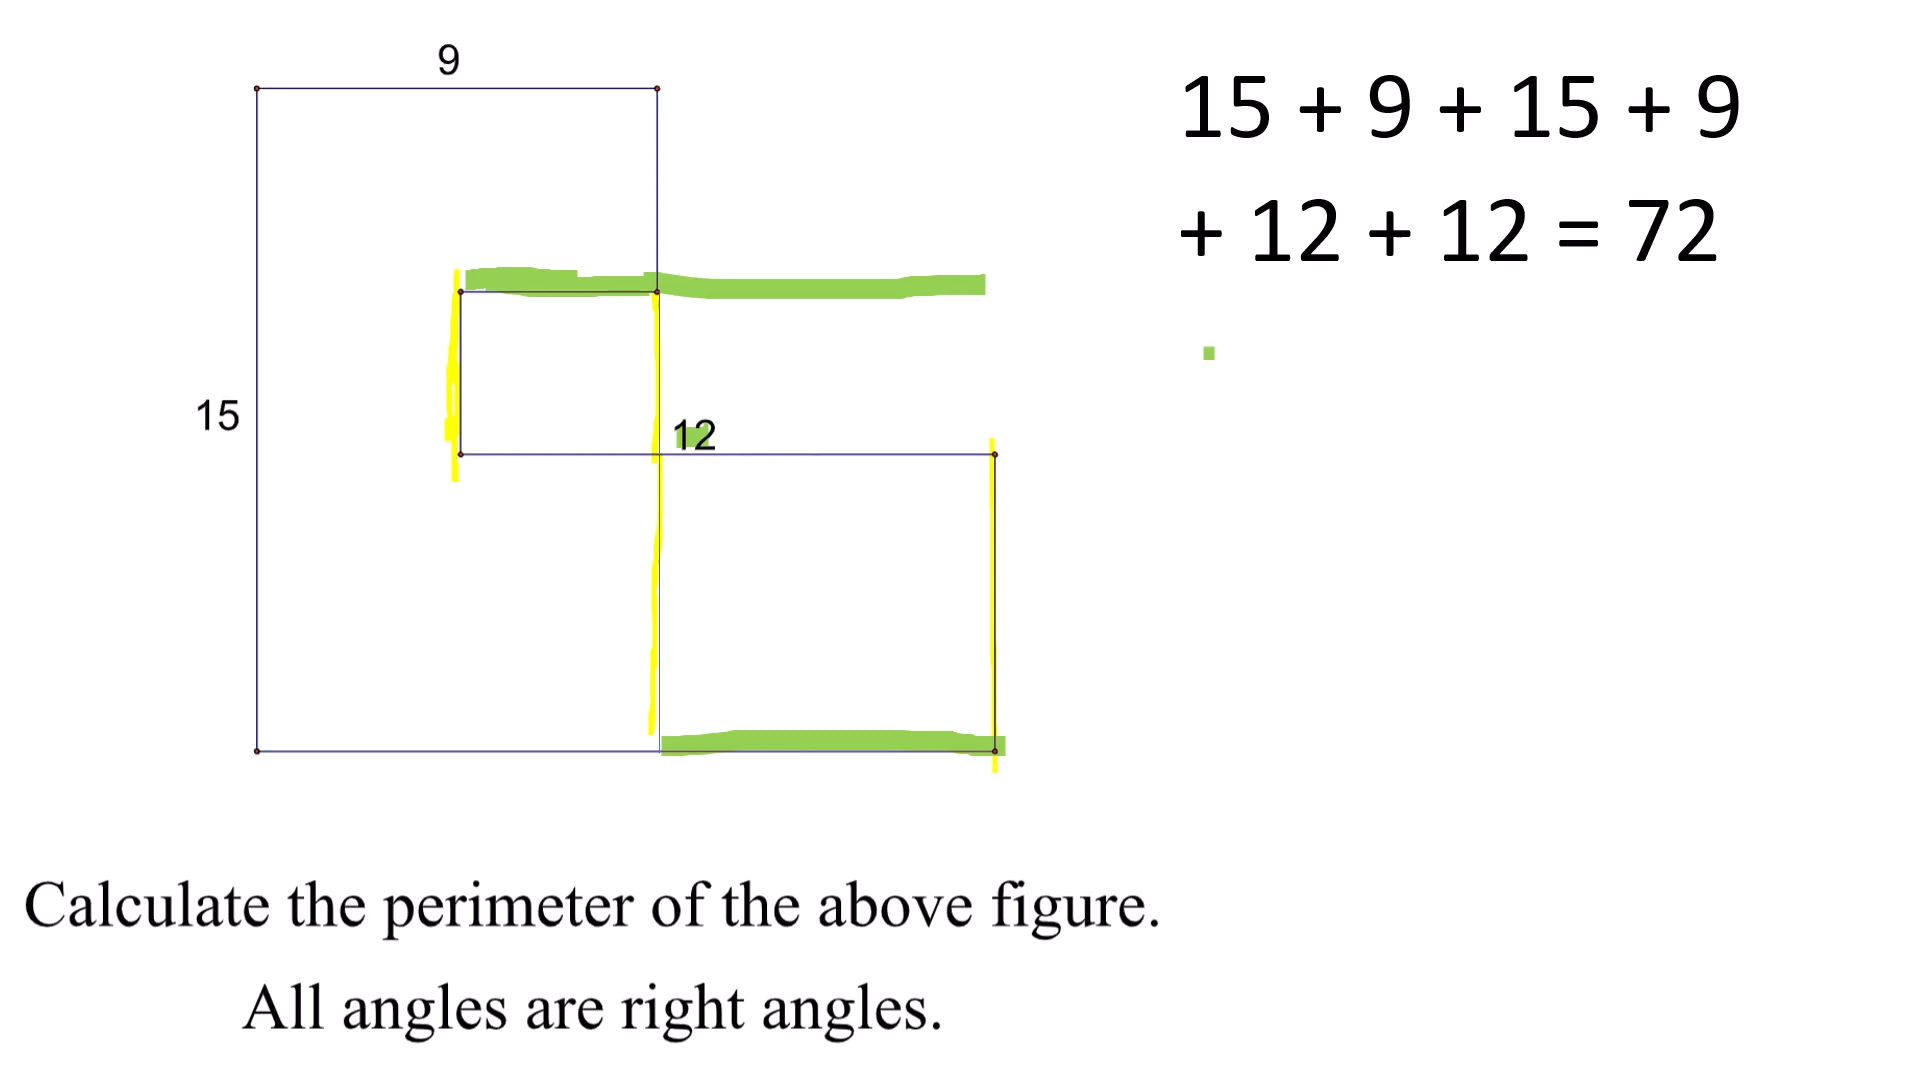 9
15 + 9 + 15 + 9
+ 12 + 12 = 72
15
12
Calculate the perimeter of the above figure.
All angles are right angles.